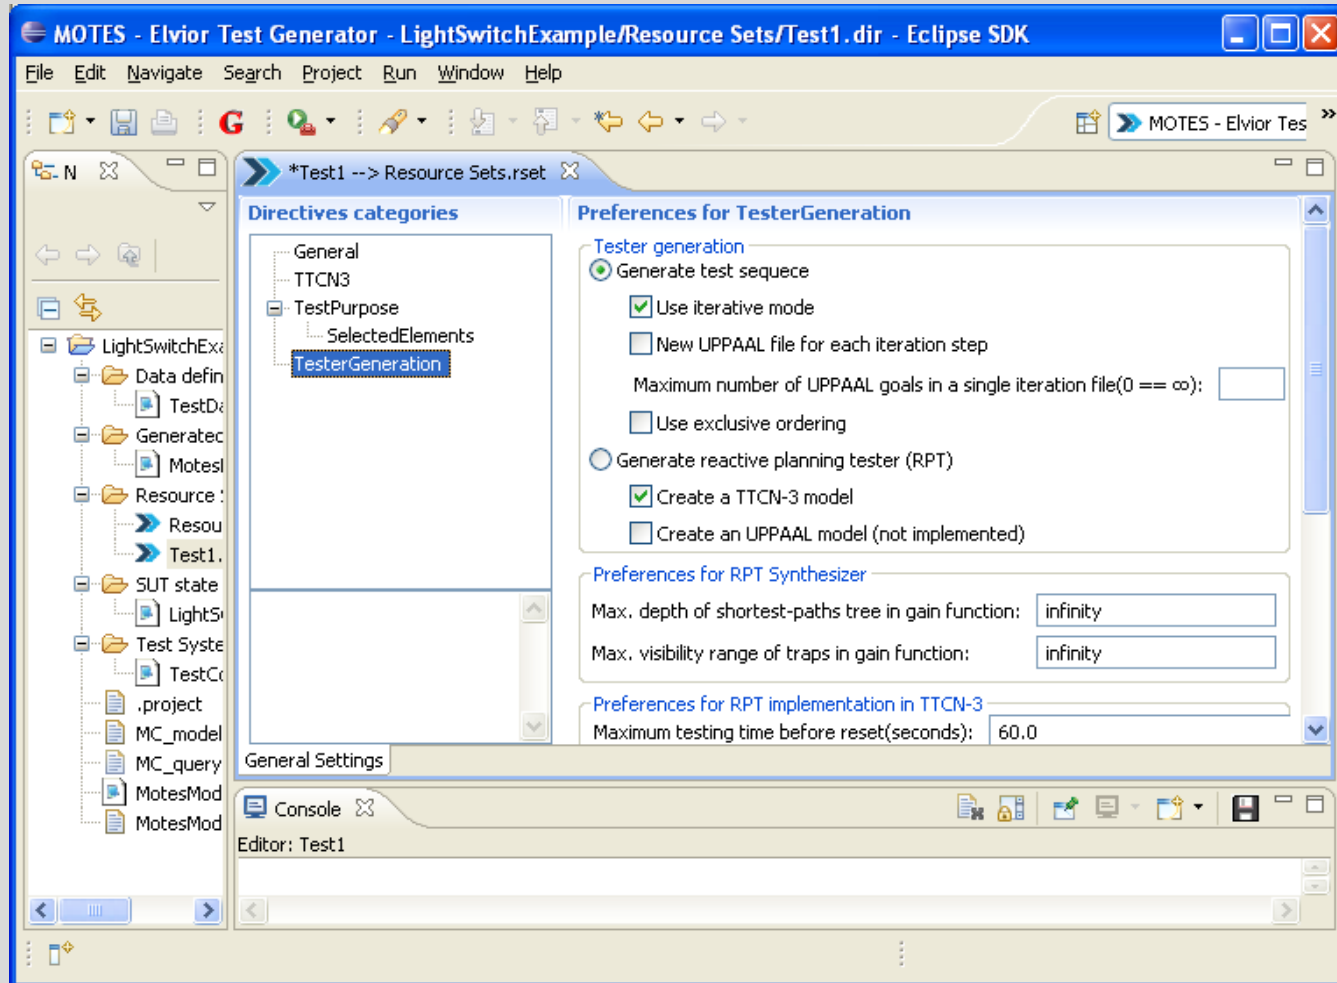 MOTES - Elvior Test Generator - LightSwitchExample/Resource Sets/Test1.dir - Eclipse SDK
File Edit Navigate Search Project Run Window Help
G
MOTES - Elvior Tes
N
*Test1 --> Resource Sets.rset
Directives categories
Preferences for TesterGeneration
General
TTCN3
TestPurpose
SelectedElements
TesterGeneration
Tester generation
Generate test sequece
Use iterative mode
New UPPAAL file for each iteration step
Maximum number of UPPAAL goals in a single iteration file(0 == ∞):
Use exclusive ordering
Generate reactive planning tester (RPT)
Create a TTCN-3 model
Create an UPPAAL model (not implemented)
Preferences for RPT Synthesizer
Max. depth of shortest-paths tree in gain function: infinity
Max. visibility range of traps in gain function: infinity
Preferences for RPT implementation in TTCN-3
Maximum testing time before reset(seconds): 60.0
General Settings
LightSwitchExa
Data defin
TestDa
Generated
MotesI
Resource S
Resou
Test1.
SUT state
LightSw
Test Syste
TestCo
.project
MC_model
MC_query
MotesMod
MotesMod
Console
Editor: Test1